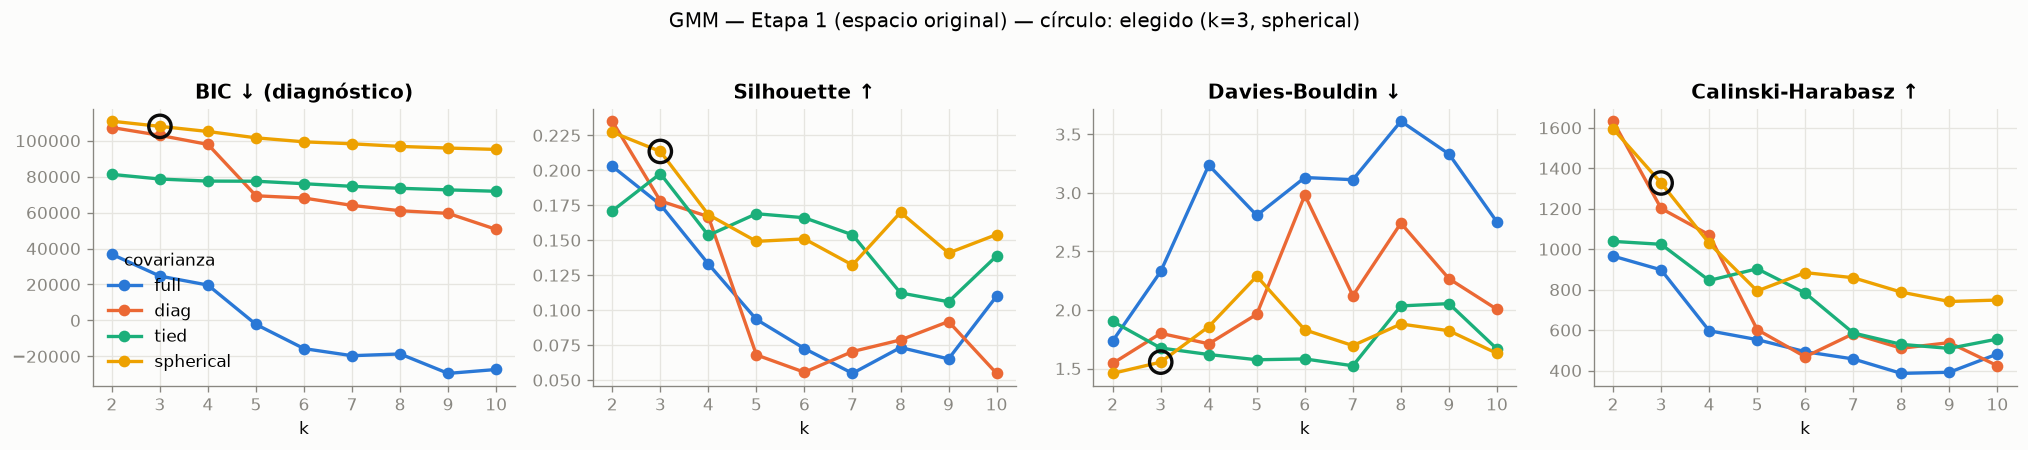 GMM — Etapa 1 (espacio original) — círculo: elegido (k=3, spherical)
BIC ↓ (diagnóstico)
100000
80000
60000
40000
20000
0
−20000
covarianza
full
diag
tied
spherical
2 3 4 5 6 7 8 9 10
k
Silhouette ↑
0.225
0.200
0.175
0.150
0.125
0.100
0.075
0.050
2 3 4 5 6 7 8 9 10
k
Davies-Bouldin ↓
3.5
3.0
2.5
2.0
1.5
2 3 4 5 6 7 8 9 10
k
Calinski-Harabasz ↑
1600
1400
1200
1000
800
600
400
2 3 4 5 6 7 8 9 10
k